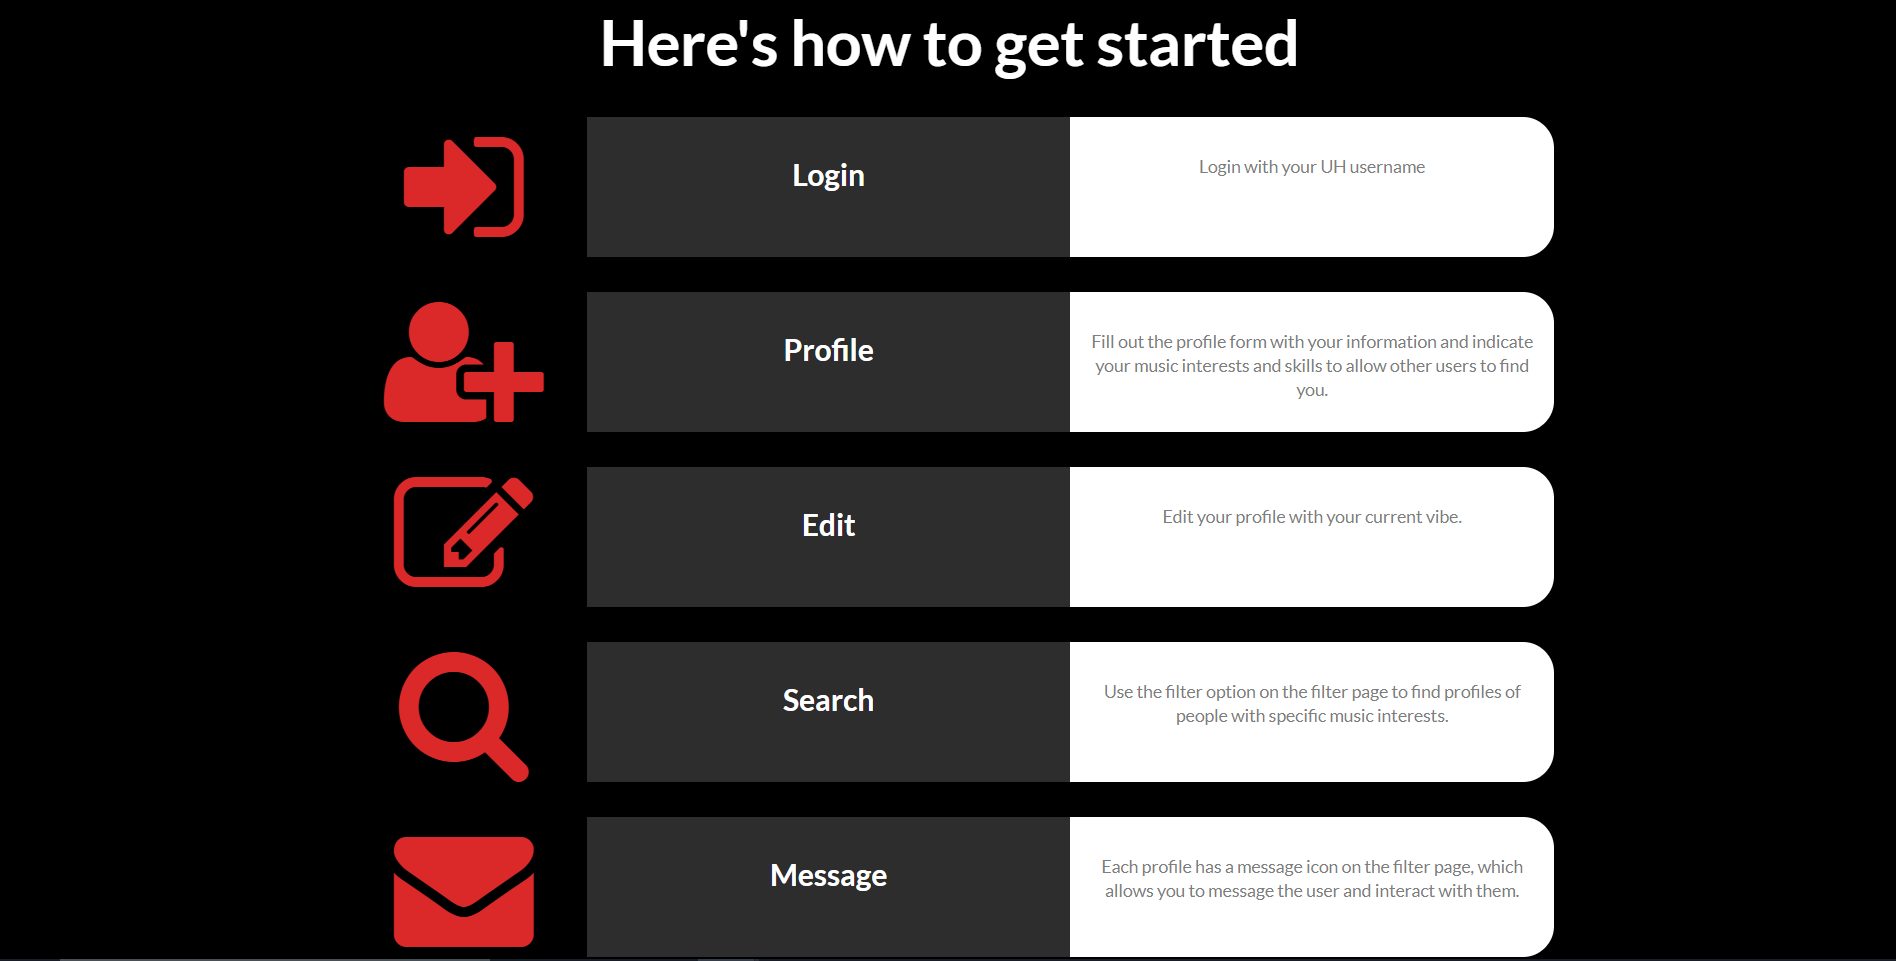 Here's how to get started
Login
Login with your UH username
Profile
Fill out the profile form with your information and indicate
your music interests and skills to allow other users to find
you.
Edit
Edit your profile with your current vibe.
Search
Use the filter option on the filter page to find profiles of
people with specific music interests.
Message
Each profile has a message icon on the filter page, which
allows you to message the user and interact with them.